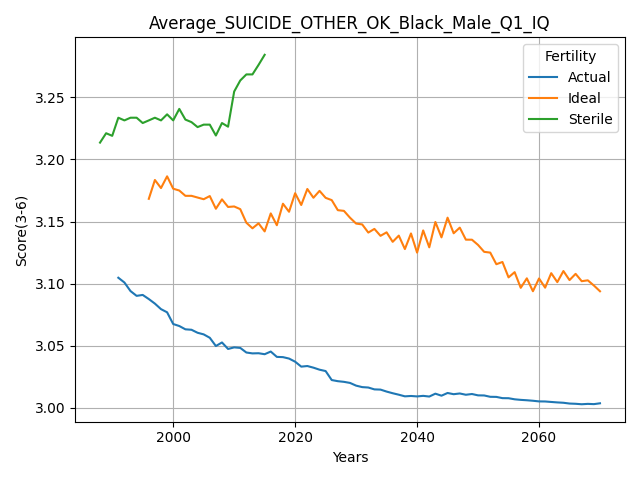 Average_SUICIDE_OTHER_OK_Black_Male_Q1_IQ
Fertility
Actual
Ideal
Sterile
Score(3-6)
3.25
3.20
3.15
3.10
3.05
3.00
2000
2020
2040
2060
Years